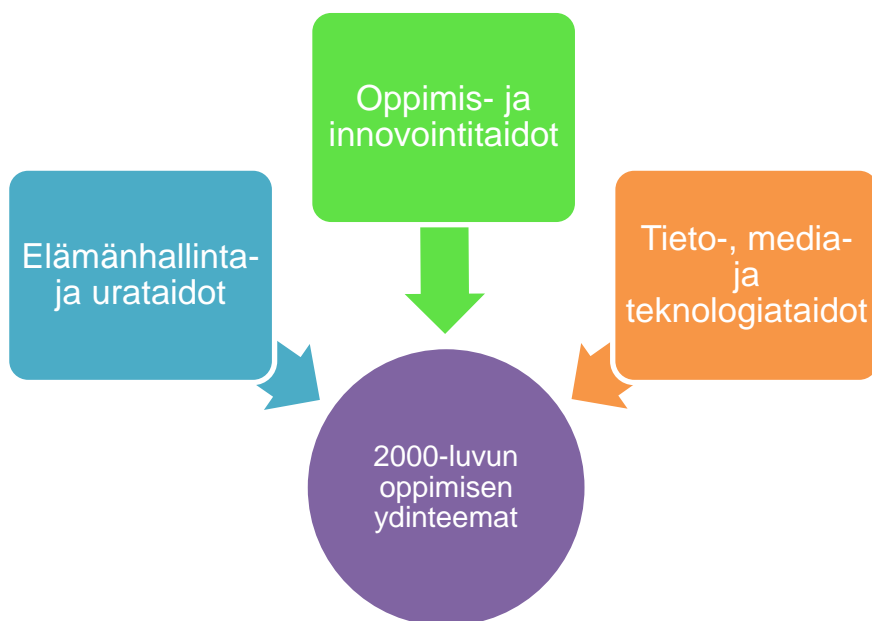 Oppimis- ja
innovointitaidot
Elämänhallinta-
ja urataidot
Tieto-, media-
ja
teknologiataidot
2000-luvun
oppimisen
ydinteemat